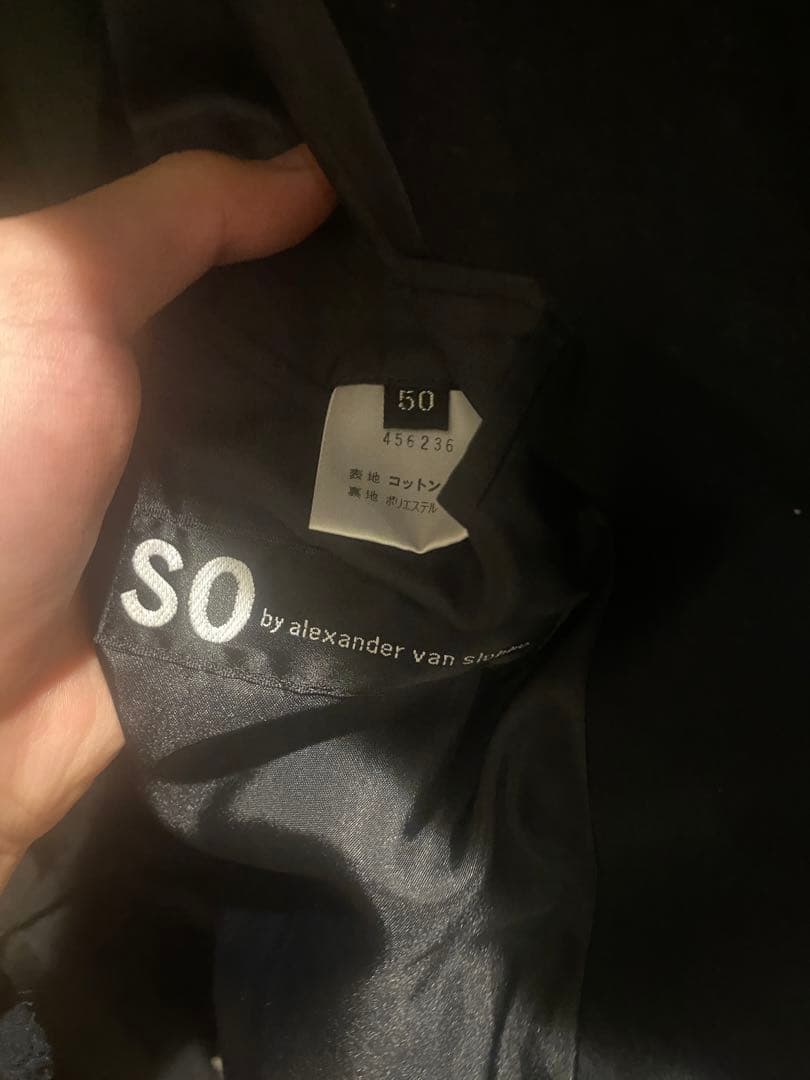 50
456236
表地 コットン
裏地 ポリエステル
SO
by alexander van